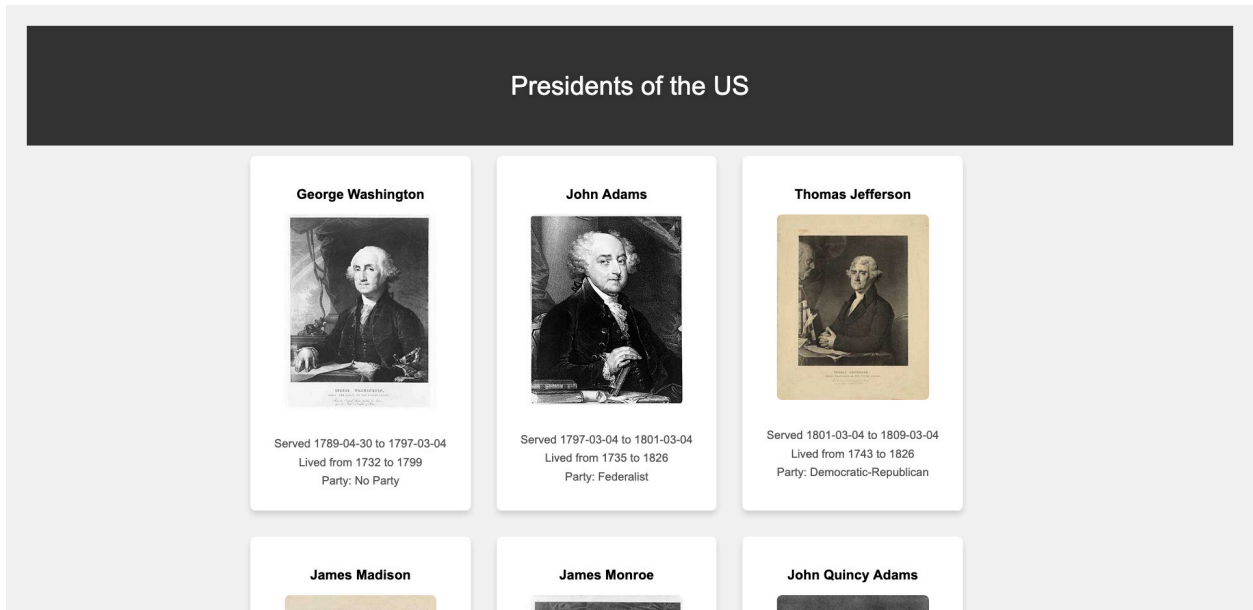 Presidents of the US
George Washington
John Adams
Thomas Jefferson
Served 1789-04-30 to 1797-03-04
Lived from 1732 to 1799
Party: No Party
Served 1797-03-04 to 1801-03-04
Lived from 1735 to 1826
Party: Federalist
Served 1801-03-04 to 1809-03-04
Lived from 1743 to 1826
Party: Democratic-Republican
James Madison
James Monroe
John Quincy Adams